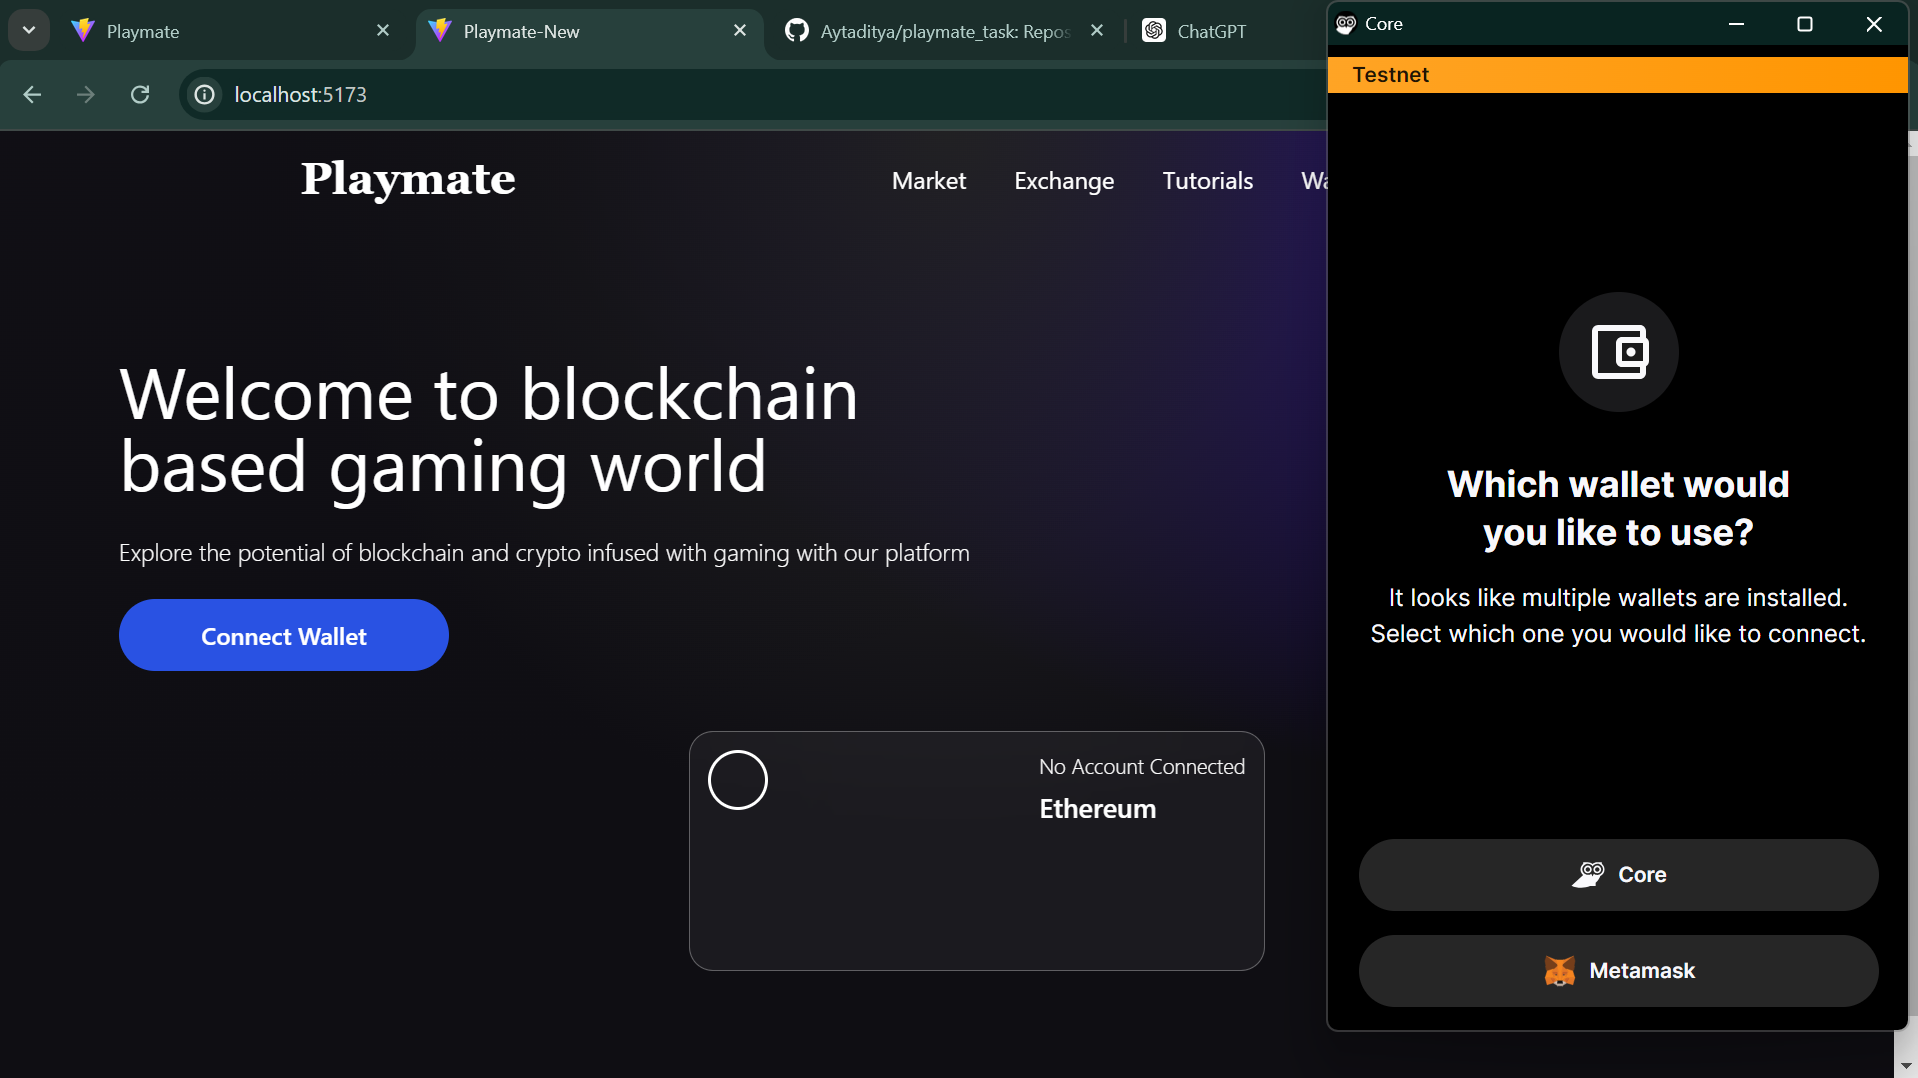 Playmate
Playmate-New
Aytaditya/playmate_task: Repos
ChatGPT
localhost:5173
Playmate
Market
Exchange
Tutorials
Wa
Welcome to blockchain
based gaming world
Explore the potential of blockchain and crypto infused with gaming with our platform
Connect Wallet
No Account Connected
Ethereum
Core
Testnet
Which wallet would
you like to use?
It looks like multiple wallets are installed.
Select which one you would like to connect.
Core
Metamask